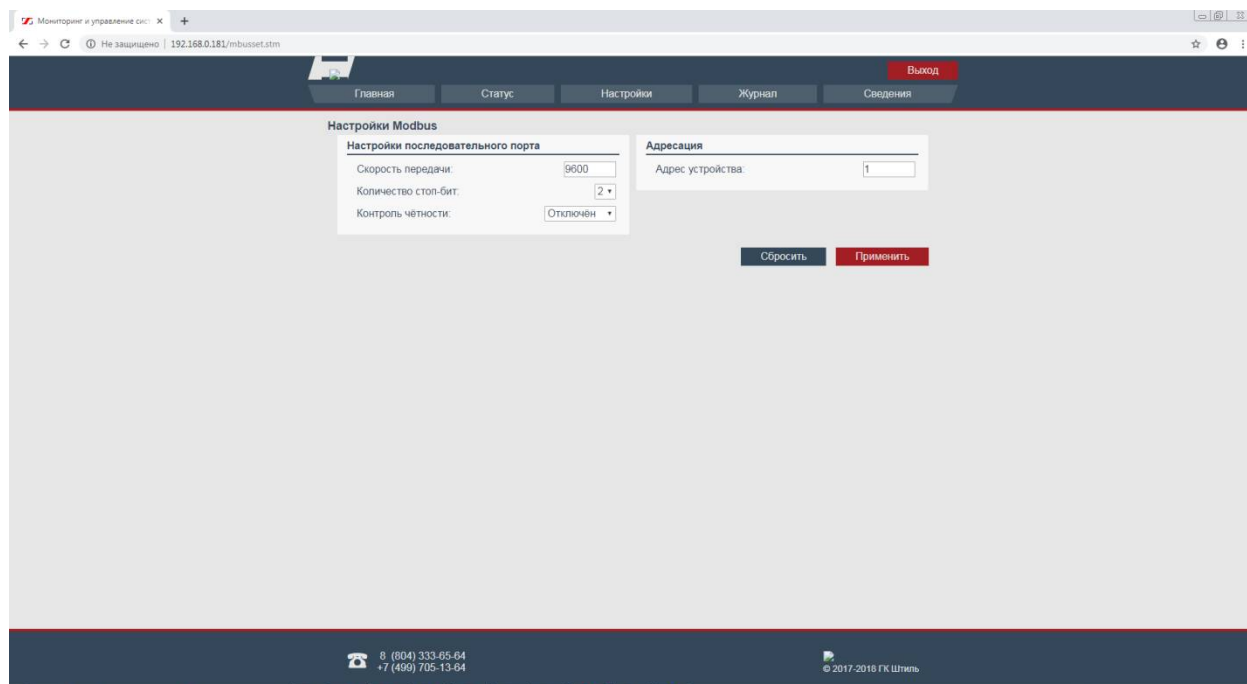 Мониторинг и управление сис
Не защищено | 192.168.0.181/mbusset.stm
Выход
Главная Статус Настройки Журнал Сведения
Настройки Modbus
Настройки последовательного порта
Скорость передачи: 9600
Количество стоп-бит: 2
Контроль чётности: Отключён
Адресация
Адрес устройства: 1
Сбросить Применить
8 (804) 333-65-64
+7 (499) 705-13-64
© 2017-2018 ГК Штиль